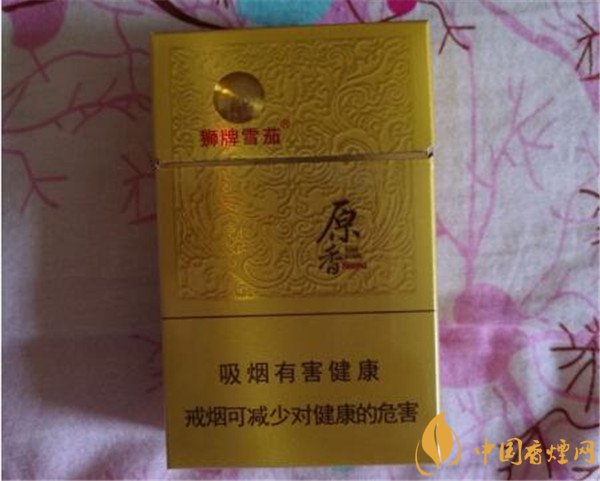 狮牌雪茄®
原
香
吸烟有害健康
戒烟可减少对健康的危害
中国香烟网